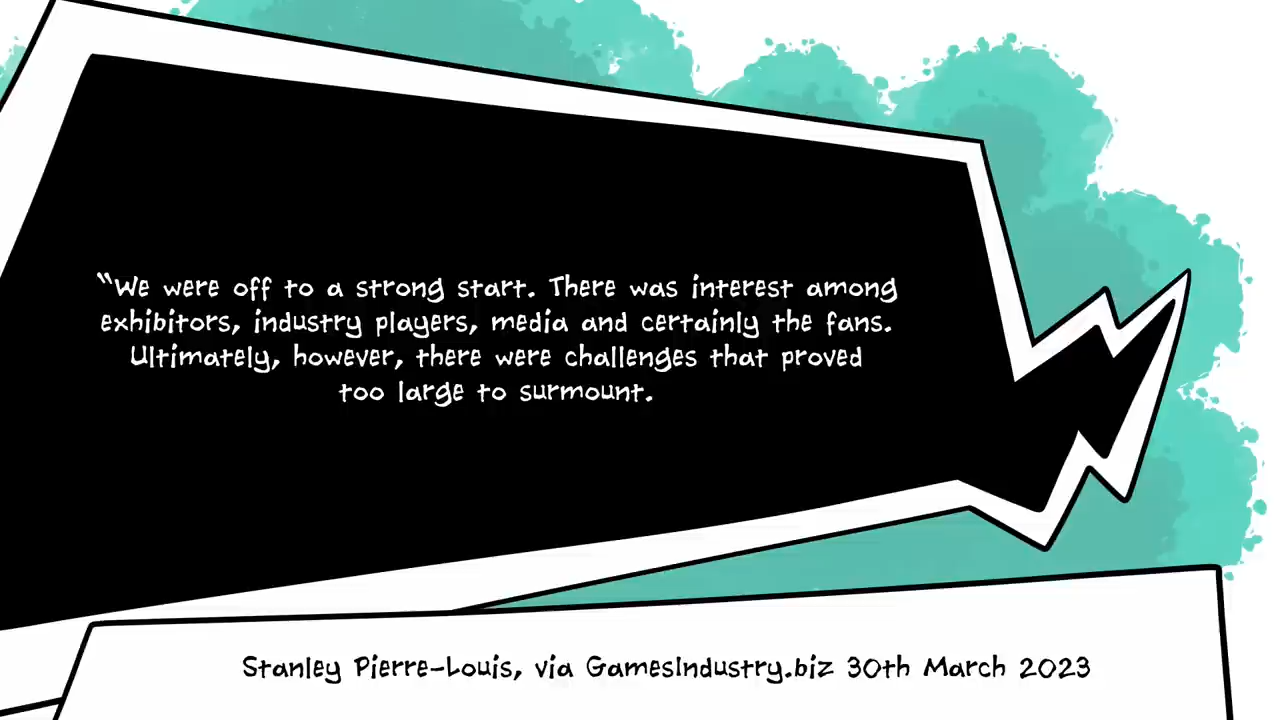 “We were off to a strong start. There was interest among
exhibitors, industry players, media and certainly the fans.
Ultimately, however, there were challenges that proved
too large to surmount.
Stanley Pierre-Louis, via GamesIndustry.biz 30th March 2023